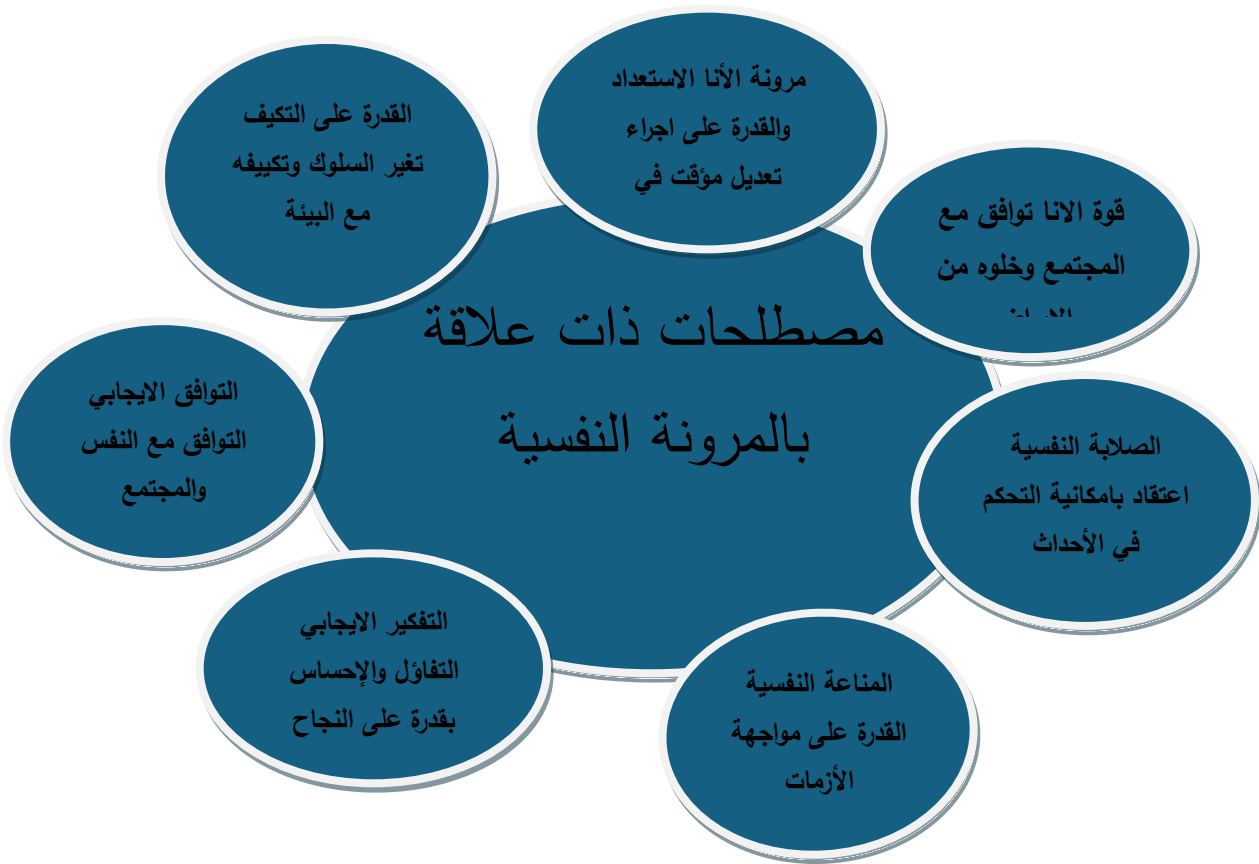 مصطلحات ذات علاقة
بالمرونة النفسية
مرونة الأنا الاستعداد
والقدرة على اجراء
تعديل مؤقت في
قوة الانا توافق مع
المجتمع وخلوه من
الصلابة النفسية
اعتقاد بامكانية التحكم
في الأحداث
المناعة النفسية
القدرة على مواجهة
الأزمات
التفكير الايجابي
التفاؤل والإحساس
بقدرة على النجاح
التوافق الايجابي
التوافق مع النفس
والمجتمع
القدرة على التكيف
تغير السلوك وتكييفه
مع البيئة